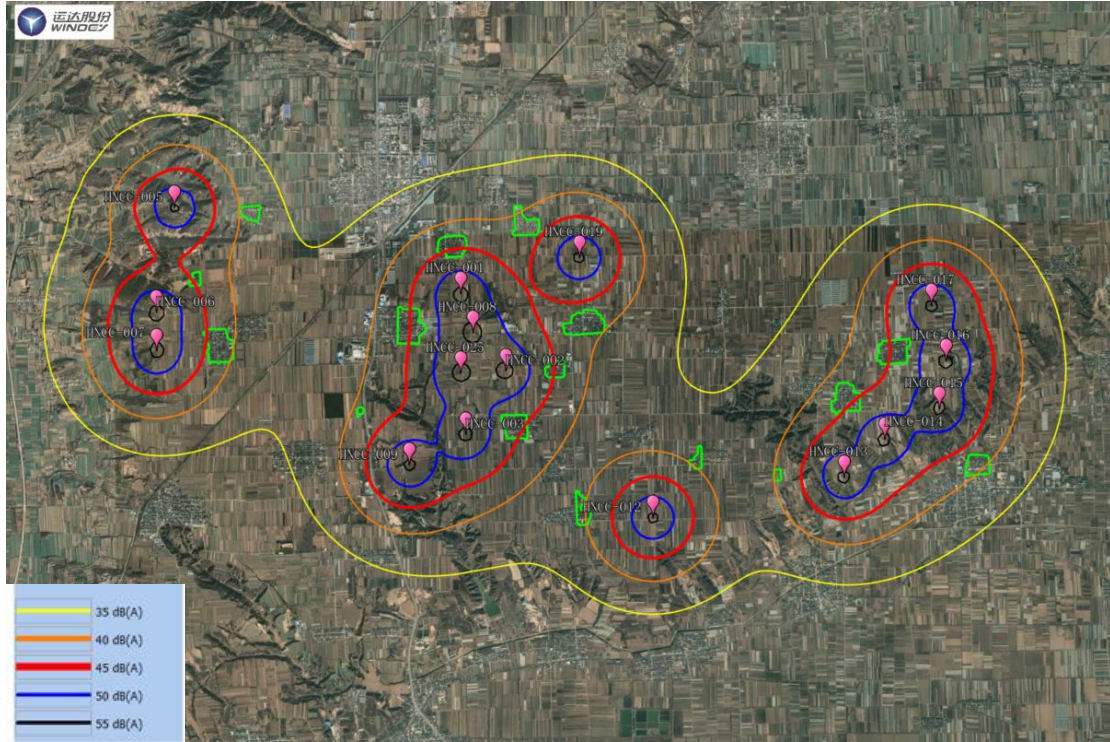 运达股份
WINDEY
HNCC-005
HNCC-019
HNCC-001
HNCC-017
HNCC-006
HNCC-008
HNCC-007
HNCC-025
HNCC-002
HNCC-016
HNCC-015
HNCC-003
HNCC-014
HNCC-009
HNCC-013
HNCC-012
35 dB(A)
40 dB(A)
45 dB(A)
50 dB(A)
55 dB(A)